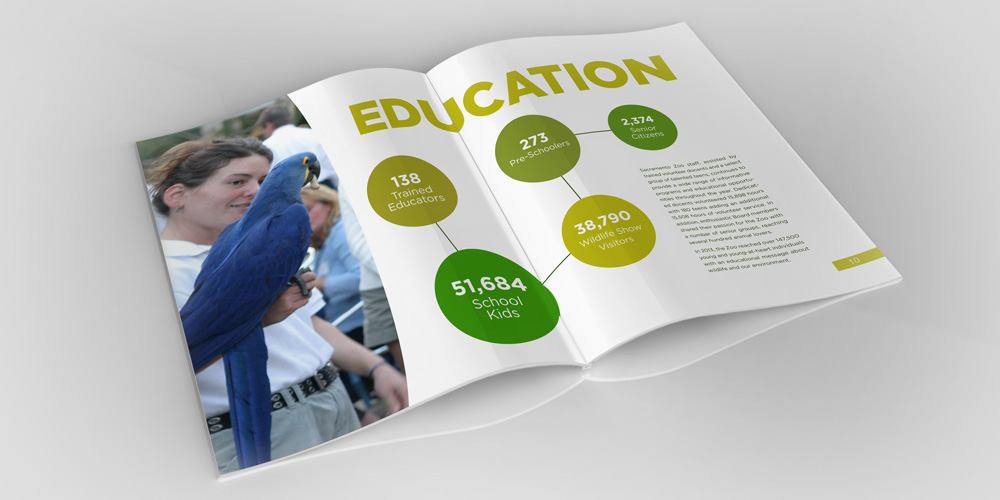 EDUCATION
138
Trained
Educators
273
Pre-Schoolers
2,374
Senior
Citizens
38,790
Wildlife Show
Visitors
51,684
School
Kids
Sacramento Zoo staff, assisted by
trained volunteer docents and a select
group of talented teens, continues to
provide a wide range of informative
programs and educational opportu-
nities throughout the year. Dedicat-
ed docents volunteered 15,898 hours
with 180 teens adding an additional
15,508 hours of volunteer service. In
addition enthusiastic Board members
shared their passion for the Zoo with
a number of senior groups, reaching
several hundred animal lovers.
In 2013, the Zoo reached over 147,500
young and young-at-heart individuals
with an educational message about
wildlife and our environment.
10